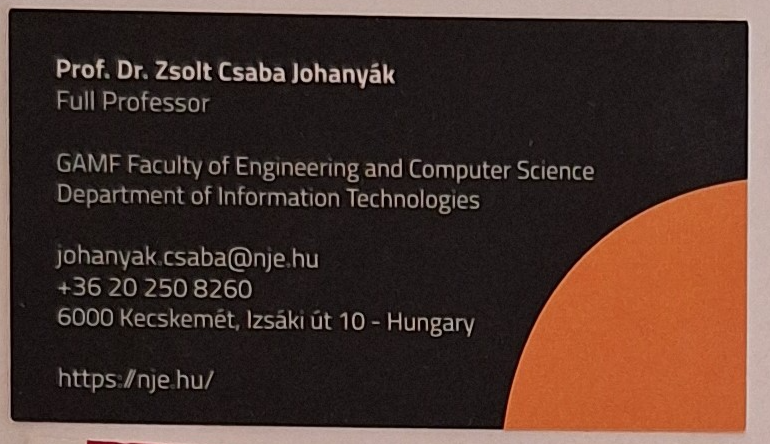 Prof. Dr. Zsolt Csaba Johanyák
Full Professor
GAMF Faculty of Engineering and Computer Science
Department of Information Technologies
johanyak.csaba@nje.hu
+36 20 250 8260
6000 Kecskemét, Izsáki út 10 - Hungary
https://nje.hu/